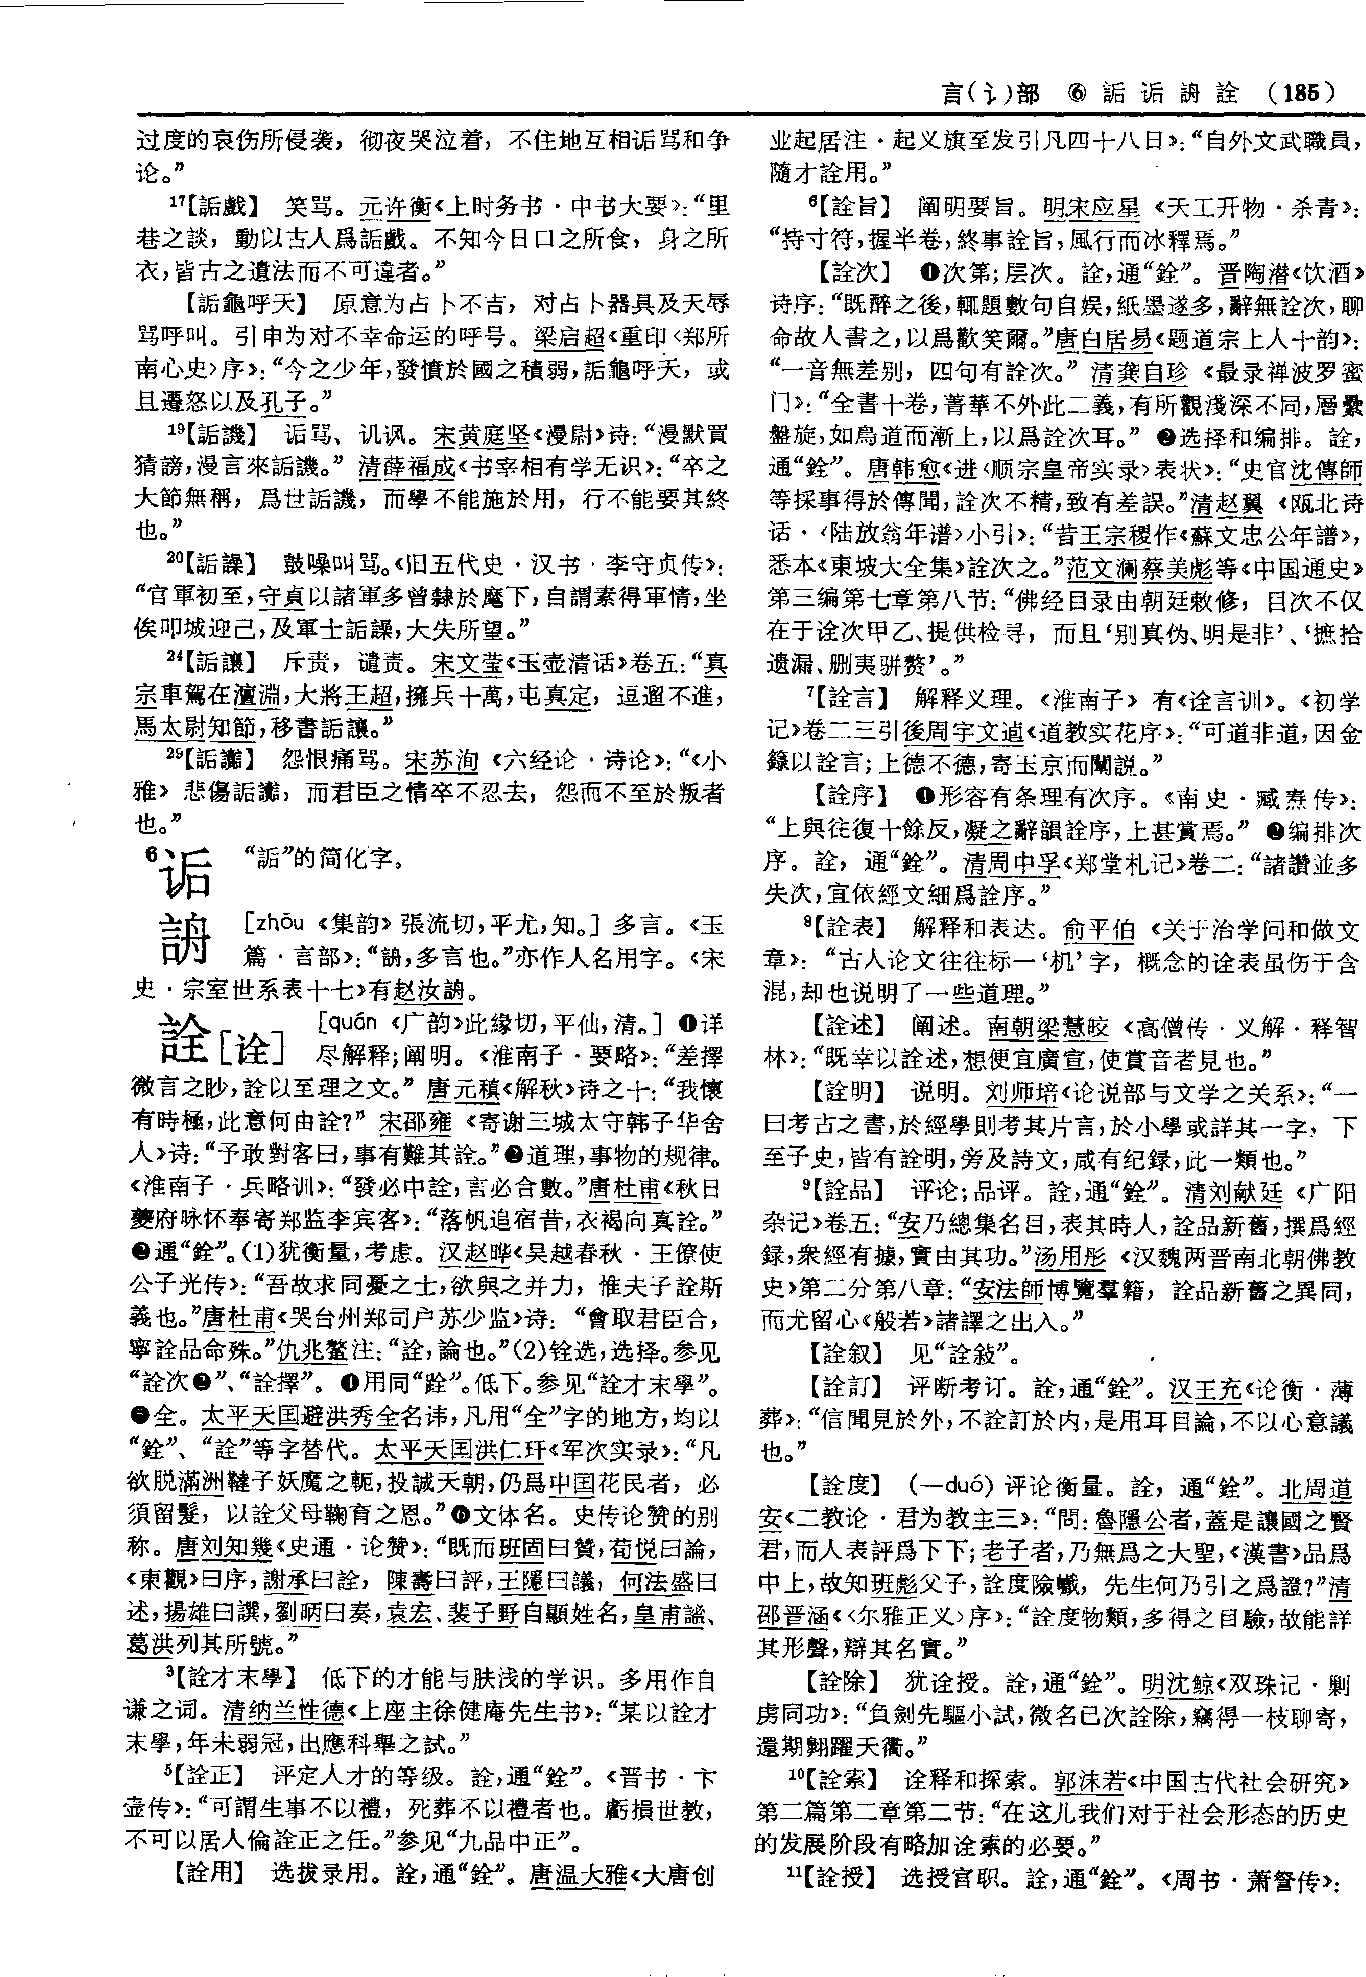 言(讠)部 ⑥ 詬 诟 譸 詮 （185）
过度的哀伤所侵袭，彻夜哭泣着，不住地互相诟骂和争
论。”
17【詬戲】 笑骂。元许衡《上时务书·中书大要》：“里
巷之談，動以古人爲詬戲。不知今日口之所食，身之所
衣，皆古之遺法而不可違者。”
【詬龜呼天】 原意为占卜不吉，对占卜器具及天辱
骂呼叫。引申为对不幸命运的呼号。梁启超《重印〈郑所
南心史〉序》：“今之少年，發憤於國之積弱，詬龜呼天，或
且遷怒以及孔子。”
19【詬譏】 诟骂、讥讽。宋黄庭坚《漫尉》诗：“漫默買
猜謗，漫言來詬譏。”清薛福成《书宰相有学无识》：“卒之
大節無稱，爲世詬譏，而學不能施於用，行不能要其終
也。”
20【詬譟】 鼓噪叫骂。《旧五代史·汉书·李守贞传》：
“官軍初至，守貞以諸軍多曾隸於麾下，自謂素得軍情，坐
俟叩城迎己，及軍士詬譟，大失所望。”
24【詬讓】 斥责，谴责。宋文莹《玉壶清话》卷五：“真
宗車駕在澶淵，大將王超，擁兵十萬，屯真定，逗遛不進，
馬太尉知節，移書詬讓。”
29【詬讟】 怨恨痛骂。宋苏洵《六经论·诗论》：“《小
雅》悲傷詬讟，而君臣之情卒不忍去，怨而不至於叛者
也。”
6诟 “詬”的简化字。
[zhōu《集韵》張流切，平尤，知。] 多言。《玉
篇·言部》：“ ，多言也。”亦作人名用字。《宋
史·宗室世系表十七》有赵汝 。
詮[诠] [quán《广韵》此缘切，平仙，清。] ❶详
尽解释；阐明。《淮南子·要略》：“差擇
微言之眇，詮以至理之文。”唐元稹《解秋》诗之十：“我懷
有時極，此意何由詮？”宋邵雍《寄谢三城太守韩子华舍
人》诗：“予敢對客曰，事有難其詮。”❷道理，事物的规律。
《淮南子·兵略训》：“發必中詮，言必合數。”唐杜甫《秋日
夔府咏怀奉寄郑监李宾客》：“落帆追宿昔，衣褐向真詮。”
❸通“銓”。(1)犹衡量，考虑。汉赵晔《吴越春秋·王僚使
公子光传》：“吾故求同憂之士，欲與之并力，惟夫子詮斯
義也。”唐杜甫《哭台州郑司户苏少监》诗：“會取君臣合，
寧詮品命殊。”仇兆鳌注：“詮，論也。”(2)铨选，选择。参见
“詮次❷”、“詮擇”。❹用同“跧”。低下。参见“詮才末學”。
❺全。太平天囯避洪秀全名讳，凡用“全”字的地方，均以
“銓”、“詮”等字替代。太平天囯洪仁玕《军次实录》：“凡
欲脱滿洲韃子妖魔之軛，投誠天朝，仍爲中国花民者，必
須留髮，以詮父母鞠育之恩。”❻文体名。史传论赞的别
称。唐刘知幾《史通·论赞》：“既而班固曰贊，荀悦曰論，
《東觀》曰序，謝承曰詮，陳壽曰評，王隱曰議，何法盛曰
述，揚雄曰譔，劉昞曰奏，袁宏、裴子野自顯姓名，皇甫謐、
葛洪列其所號。”
3【詮才末學】 低下的才能与肤浅的学识。多用作自
谦之词。清纳兰性德《上座主徐健庵先生书》：“某以詮才
末學，年未弱冠，出應科舉之試。”
5【詮正】 评定人才的等级。詮，通“銓”。《晋书·卞
壶传》：“可謂生事不以禮，死葬不以禮者也。虧損世教，
不可以居人倫詮正之任。”参见“九品中正”。
【詮用】 选拔录用。詮，通“銓”。唐温大雅《大唐创
业起居注·起义旗至发引凡四十八日》：“自外文武職員，
隨才詮用。”
6【詮旨】 阐明要旨。明宋应星《天工开物·杀青》：
“持寸符，握半卷，終事詮旨，風行而冰釋焉。”
【詮次】 ❶次第；层次。詮，通“銓”。晋陶潜《饮酒》
诗序：“既醉之後，輒題數句自娱，紙墨遂多，辭無詮次，聊
命故人書之，以爲歡笑爾。”唐白居易《题道宗上人十韵》：
“一音無差别，四句有詮次。”清龚自珍《最录禅波罗蜜
门》：“全書十卷，菁華不外此二義，有所觀淺深不同，層纍
盤旋，如鳥道而漸上，以爲詮次耳。”❷选择和编排。詮，
通“銓”。唐韩愈《进〈顺宗皇帝实录〉表状》：“史官沈傳師
等採事得於傳聞，詮次不精，致有差誤。”清赵翼《瓯北诗
话·〈陆放翁年谱〉小引》：“昔王宗稷作《蘇文忠公年譜》，
悉本《東坡大全集》詮次之。”范文澜蔡美彪等《中国通史》
第三编第七章第八节：“佛经目录由朝廷敕修，目次不仅
在于诠次甲乙、提供检寻，而且‘别真伪、明是非’、‘摭拾
遗漏、删夷骈赘’。”
7【詮言】 解释义理。《淮南子》有《诠言训》。《初学
记》卷二三引後周宇文逌《道教实花序》：“可道非道，因金
籙以詮言；上德不德，寄玉京而闡説。”
【詮序】 ❶形容有条理有次序。《南史·臧焘传》：
“上與往復十餘反，凝之辭韻詮序，上甚賞焉。”❷编排次
序。詮，通“銓”。清周中孚《郑堂札记》卷二：“諸讚並多
失次，宜依經文細爲詮序。”
8【詮表】 解释和表达。俞平伯《关于治学问和做文
章》：“古人论文往往标一‘机’字，概念的诠表虽伤于含
混，却也说明了一些道理。”
【詮述】 阐述。南朝梁慧皎《高僧传·义解·释智
林》：“既幸以詮述，想便宜廣宣，使賞音者見也。”
【詮明】 说明。刘师培《论说部与文学之关系》：“一
曰考古之書，於經學則考其片言，於小學或詳其一字，下
至子史，皆有詮明，旁及詩文，咸有纪録，此一類也。”
9【詮品】 评论；品评。詮，通“銓”。清刘献廷《广阳
杂记》卷五：“安乃總集名目，表其時人，詮品新舊，撰爲經
録，衆經有據，實由其功。”汤用彤《汉魏两晋南北朝佛教
史》第二分第八章：“安法師博覽羣籍，詮品新舊之異同，
而尤留心《般若》諸譯之出入。”
【詮叙】 见“詮敍”。
【詮訂】 评断考订。詮，通“銓”。汉王充《论衡·薄
葬》：“信聞見於外，不詮訂於内，是用耳目論，不以心意議
也。”
【詮度】 (—duó) 评论衡量。詮，通“銓”。北周道
安《二教论·君为教主三》：“問：魯隱公者，蓋是讓國之賢
君，而人表評爲下下；老子者，乃無爲之大聖，《漢書》品爲
中上，故知班彪父子，詮度險巇，先生何乃引之爲證？”清
邵晋涵《〈尔雅正义〉序》：“詮度物類，多得之目驗，故能詳
其形聲，辯其名實。”
【詮除】 犹诠授。詮，通“銓”。明沈鲸《双珠记·剿
虏同功》：“負劍先驅小試，微名已次詮除，竊得一枝聊寄，
還期翺躍天衢。”
10【詮索】 诠释和探索。郭沫若《中国古代社会研究》
第二篇第二章第二节：“在这儿我们对于社会形态的历史
的发展阶段有略加诠索的必要。”
11【詮授】 选授官职。詮，通“銓”。《周书·萧詧传》：